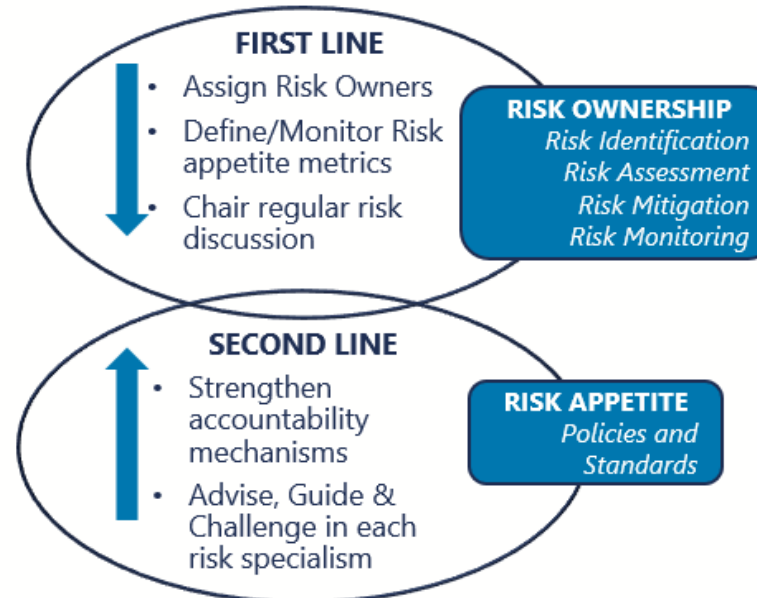 FIRST LINE
• Assign Risk Owners
• Define/Monitor Risk
appetite metrics
• Chair regular risk
discussion
RISK OWNERSHIP
Risk Identification
Risk Assessment
Risk Mitigation
Risk Monitoring
SECOND LINE
• Strengthen
accountability
mechanisms
• Advise, Guide &
Challenge in each
risk specialism
RISK APPETITE
Policies and
Standards